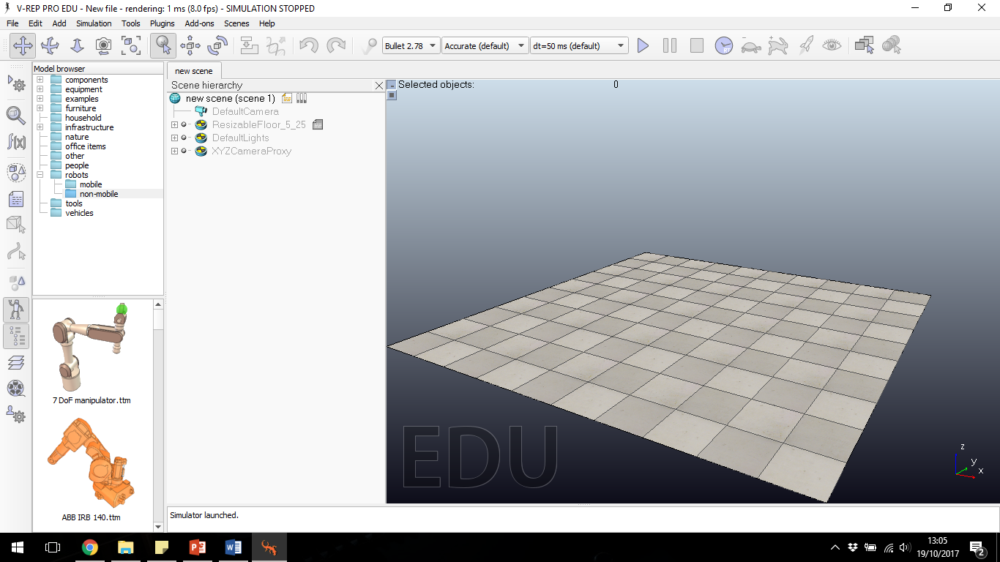 V-REP PRO EDU - New file - rendering: 1 ms (8.0 fps) - SIMULATION STOPPED
File Edit Add Simulation Tools Plugins Add-ons Scenes Help
Bullet 2.78 Accurate (default) dt=50 ms (default)
Model browser
components
equipment
examples
furniture
household
infrastructure
nature
office items
other
people
robots
mobile
non-mobile
tools
vehicles
7 DoF manipulator.ttm
ABB IRB 140.ttm
new scene
Scene hierarchy
new scene (scene 1)
DefaultCamera
ResizableFloor_5_25
DefaultLights
XYZCameraProxy
Selected objects: 0
EDU
z
y
x
Simulator launched.
13:05
19/10/2017
2